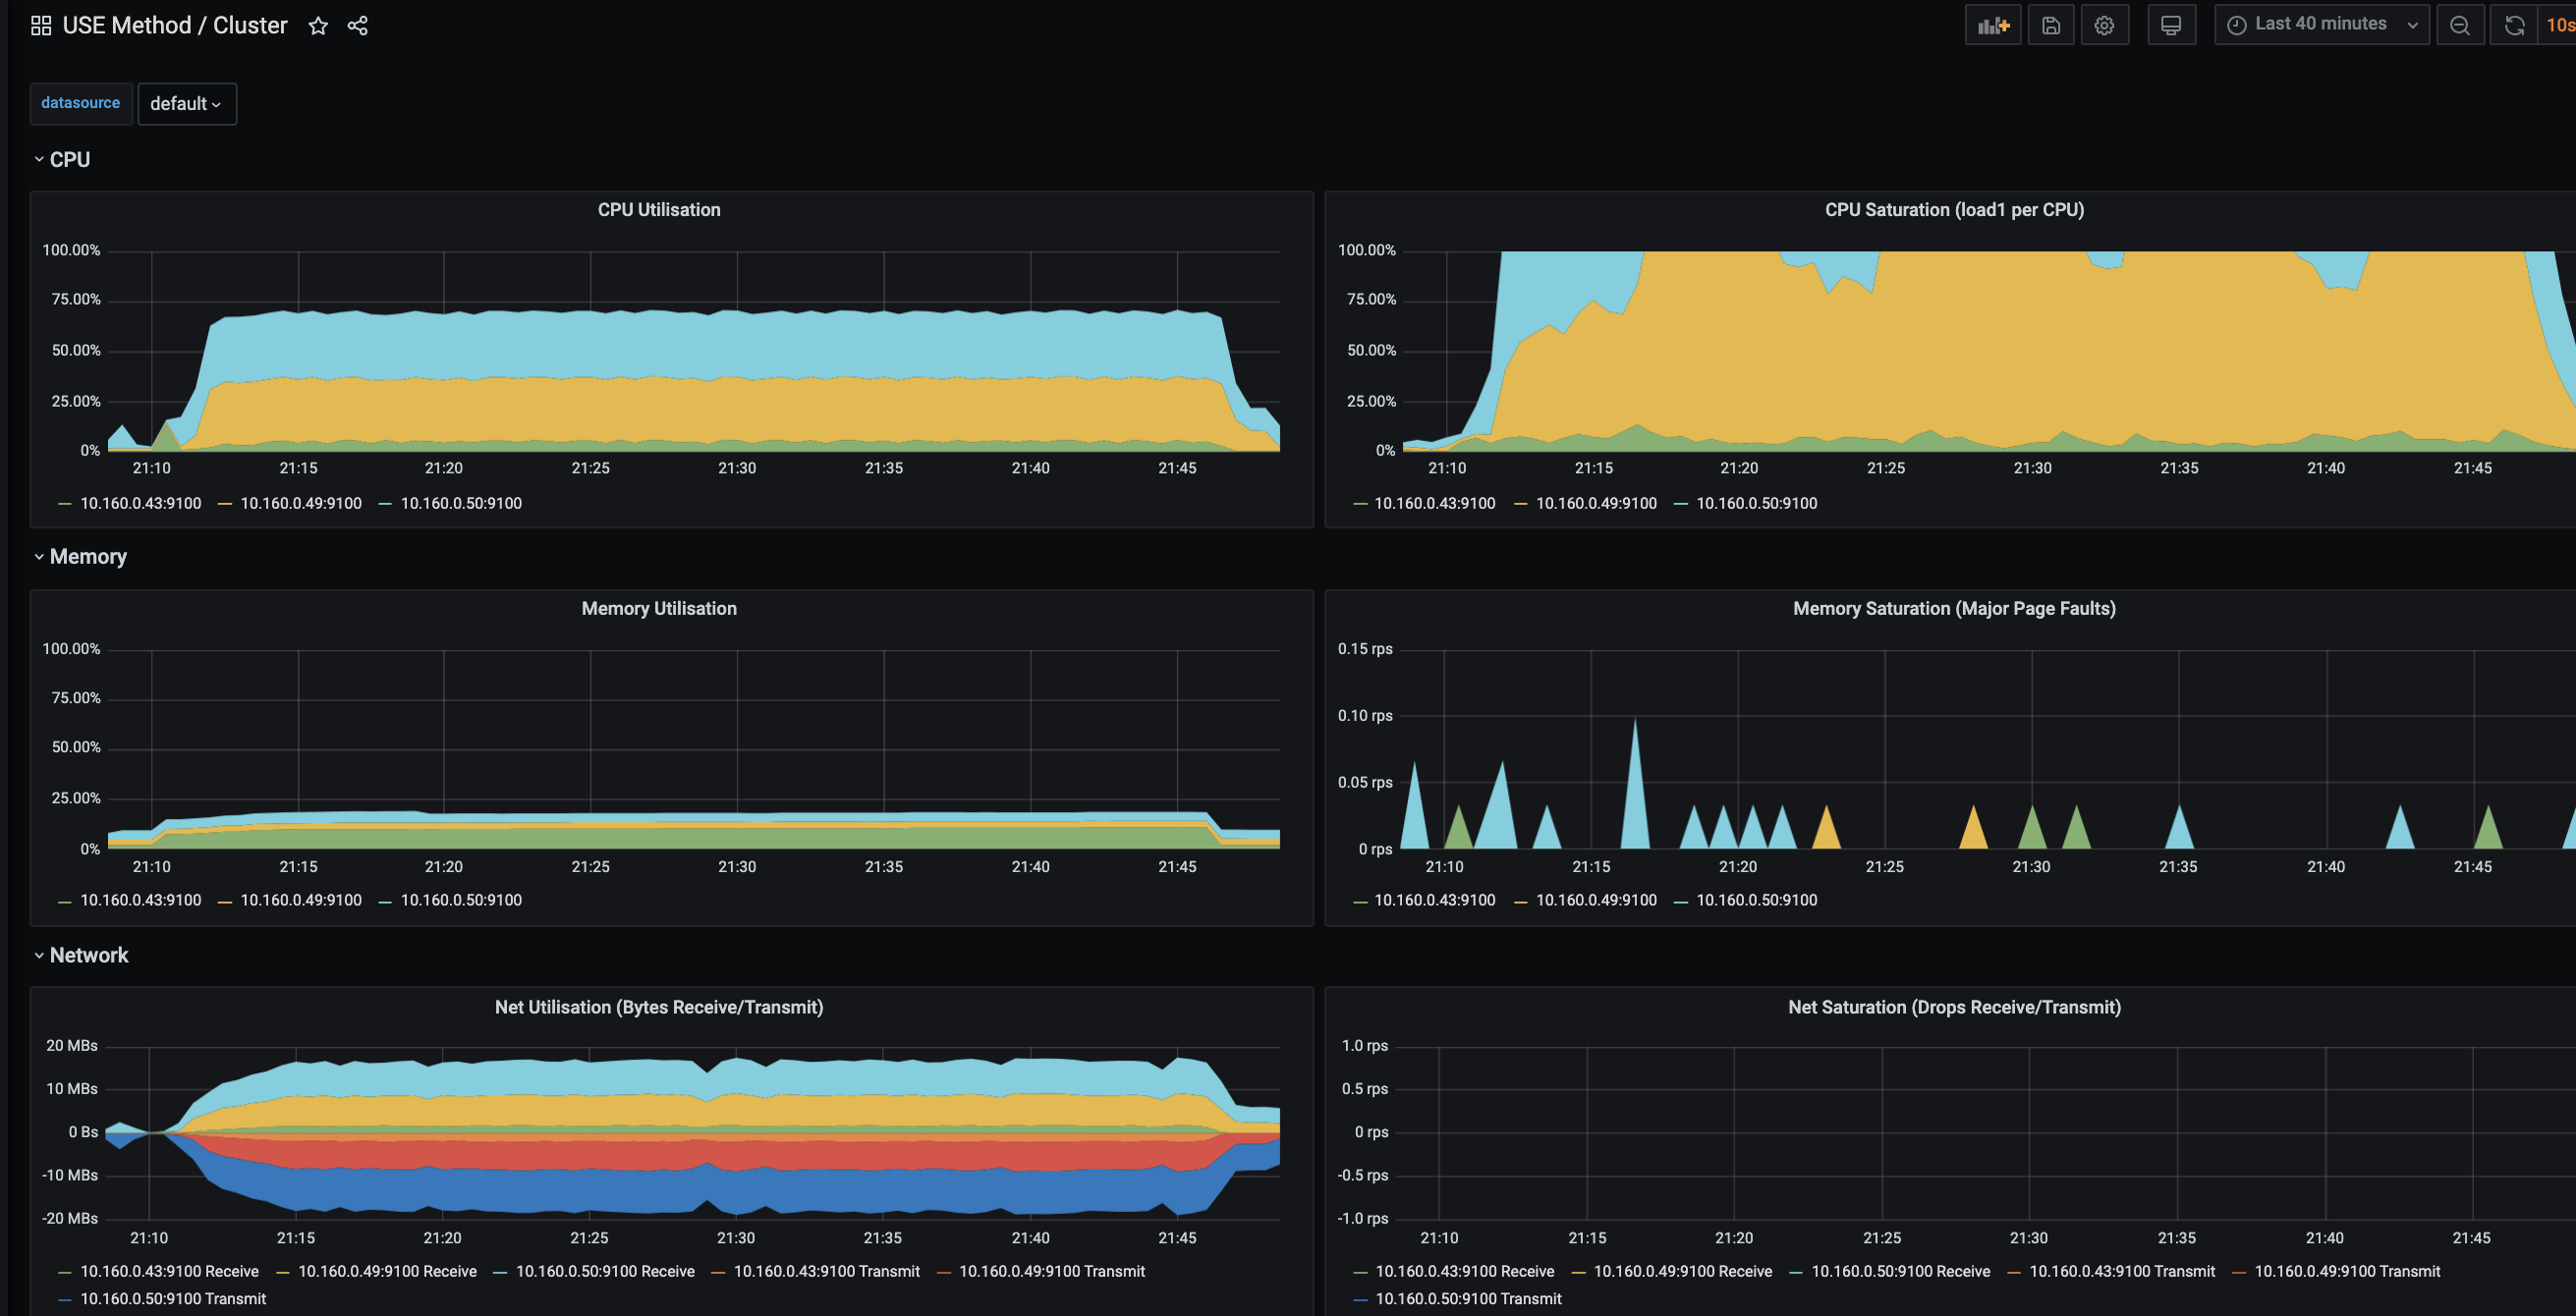 USE Method / Cluster
Last 40 minutes
10s
datasource default
CPU
CPU Utilisation
100.00%
75.00%
50.00%
25.00%
0%
21:10 21:15 21:20 21:25 21:30 21:35 21:40 21:45
10.160.0.43:9100 10.160.0.49:9100 10.160.0.50:9100
CPU Saturation (load1 per CPU)
100.00%
75.00%
50.00%
25.00%
0%
21:10 21:15 21:20 21:25 21:30 21:35 21:40 21:45
10.160.0.43:9100 10.160.0.49:9100 10.160.0.50:9100
Memory
Memory Utilisation
100.00%
75.00%
50.00%
25.00%
0%
21:10 21:15 21:20 21:25 21:30 21:35 21:40 21:45
10.160.0.43:9100 10.160.0.49:9100 10.160.0.50:9100
Memory Saturation (Major Page Faults)
0.15 rps
0.10 rps
0.05 rps
0 rps
21:10 21:15 21:20 21:25 21:30 21:35 21:40 21:45
10.160.0.43:9100 10.160.0.49:9100 10.160.0.50:9100
Network
Net Utilisation (Bytes Receive/Transmit)
20 MBs
10 MBs
0 Bs
-10 MBs
-20 MBs
21:10 21:15 21:20 21:25 21:30 21:35 21:40 21:45
10.160.0.43:9100 Receive 10.160.0.49:9100 Receive 10.160.0.50:9100 Receive 10.160.0.43:9100 Transmit 10.160.0.49:9100 Transmit
10.160.0.50:9100 Transmit
Net Saturation (Drops Receive/Transmit)
1.0 rps
0.5 rps
0 rps
-0.5 rps
-1.0 rps
21:10 21:15 21:20 21:25 21:30 21:35 21:40 21:45
10.160.0.43:9100 Receive 10.160.0.49:9100 Receive 10.160.0.50:9100 Receive 10.160.0.43:9100 Transmit 10.160.0.49:9100 Transmit
10.160.0.50:9100 Transmit